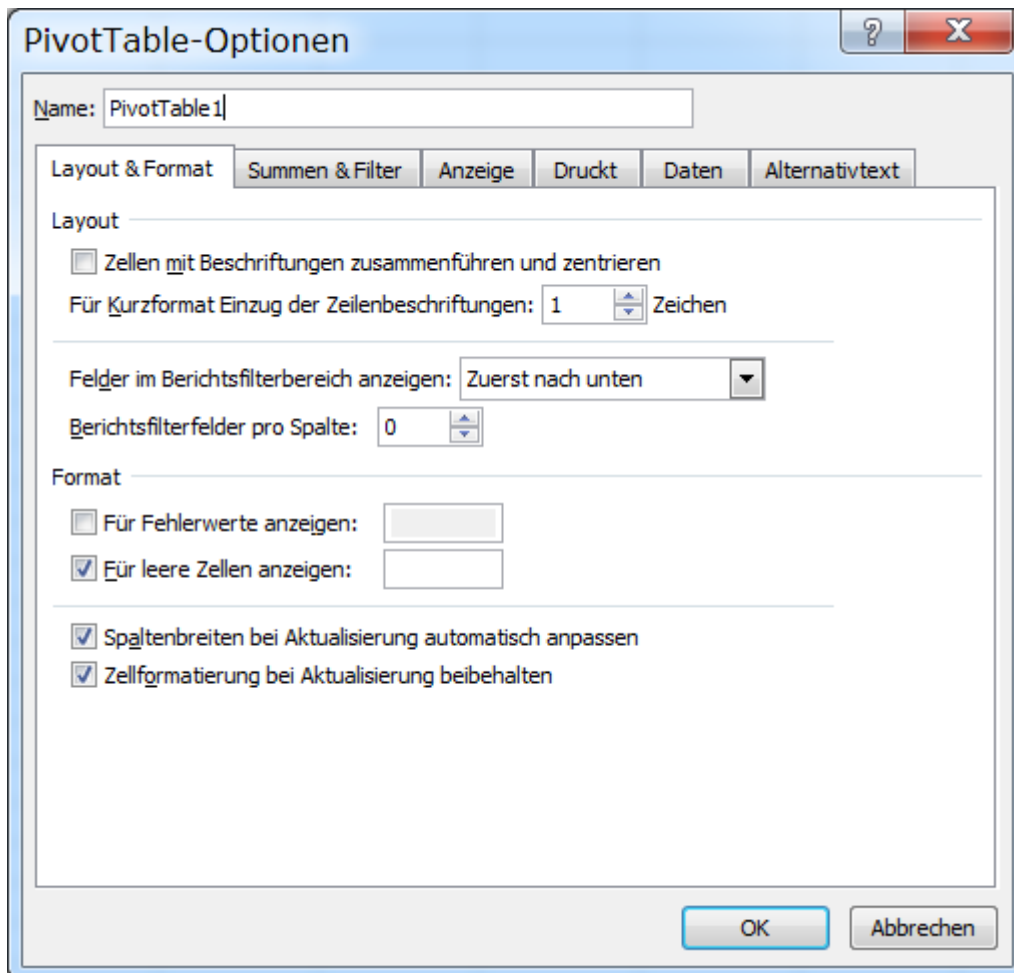 PivotTable-Optionen
Name: PivotTable1
Layout & Format Summen & Filter Anzeige Druckt Daten Alternativtext
Layout
Zellen mit Beschriftungen zusammenführen und zentrieren
Für Kurzformat Einzug der Zeilenbeschriftungen: 1 Zeichen
Felder im Berichtsfilterbereich anzeigen: Zuerst nach unten
Berichtsfilterfelder pro Spalte: 0
Format
Für Fehlerwerte anzeigen:
Für leere Zellen anzeigen:
Spaltenbreiten bei Aktualisierung automatisch anpassen
Zellformatierung bei Aktualisierung beibehalten
OK Abbrechen